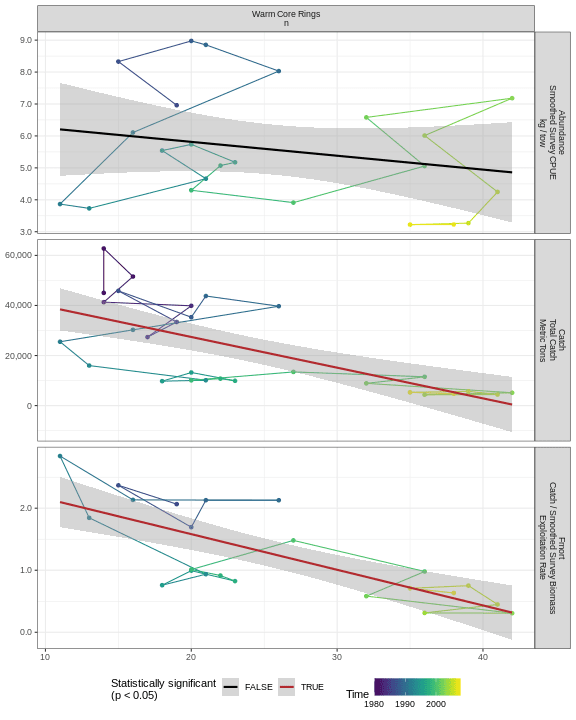 Warm Core Rings
n
9.0
8.0
7.0
6.0
5.0
4.0
3.0
Abundance
Smoothed Survey CPUE
kg / tow
60,000
40,000
20,000
0
Catch
Total Catch
Metric Tons
2.0
1.0
0.0
Fmort
Catch / Smoothed Survey Biomass
Exploitation Rate
10
20
30
40
Statistically significant
(p < 0.05)
FALSE
TRUE
Time
1980
1990
2000